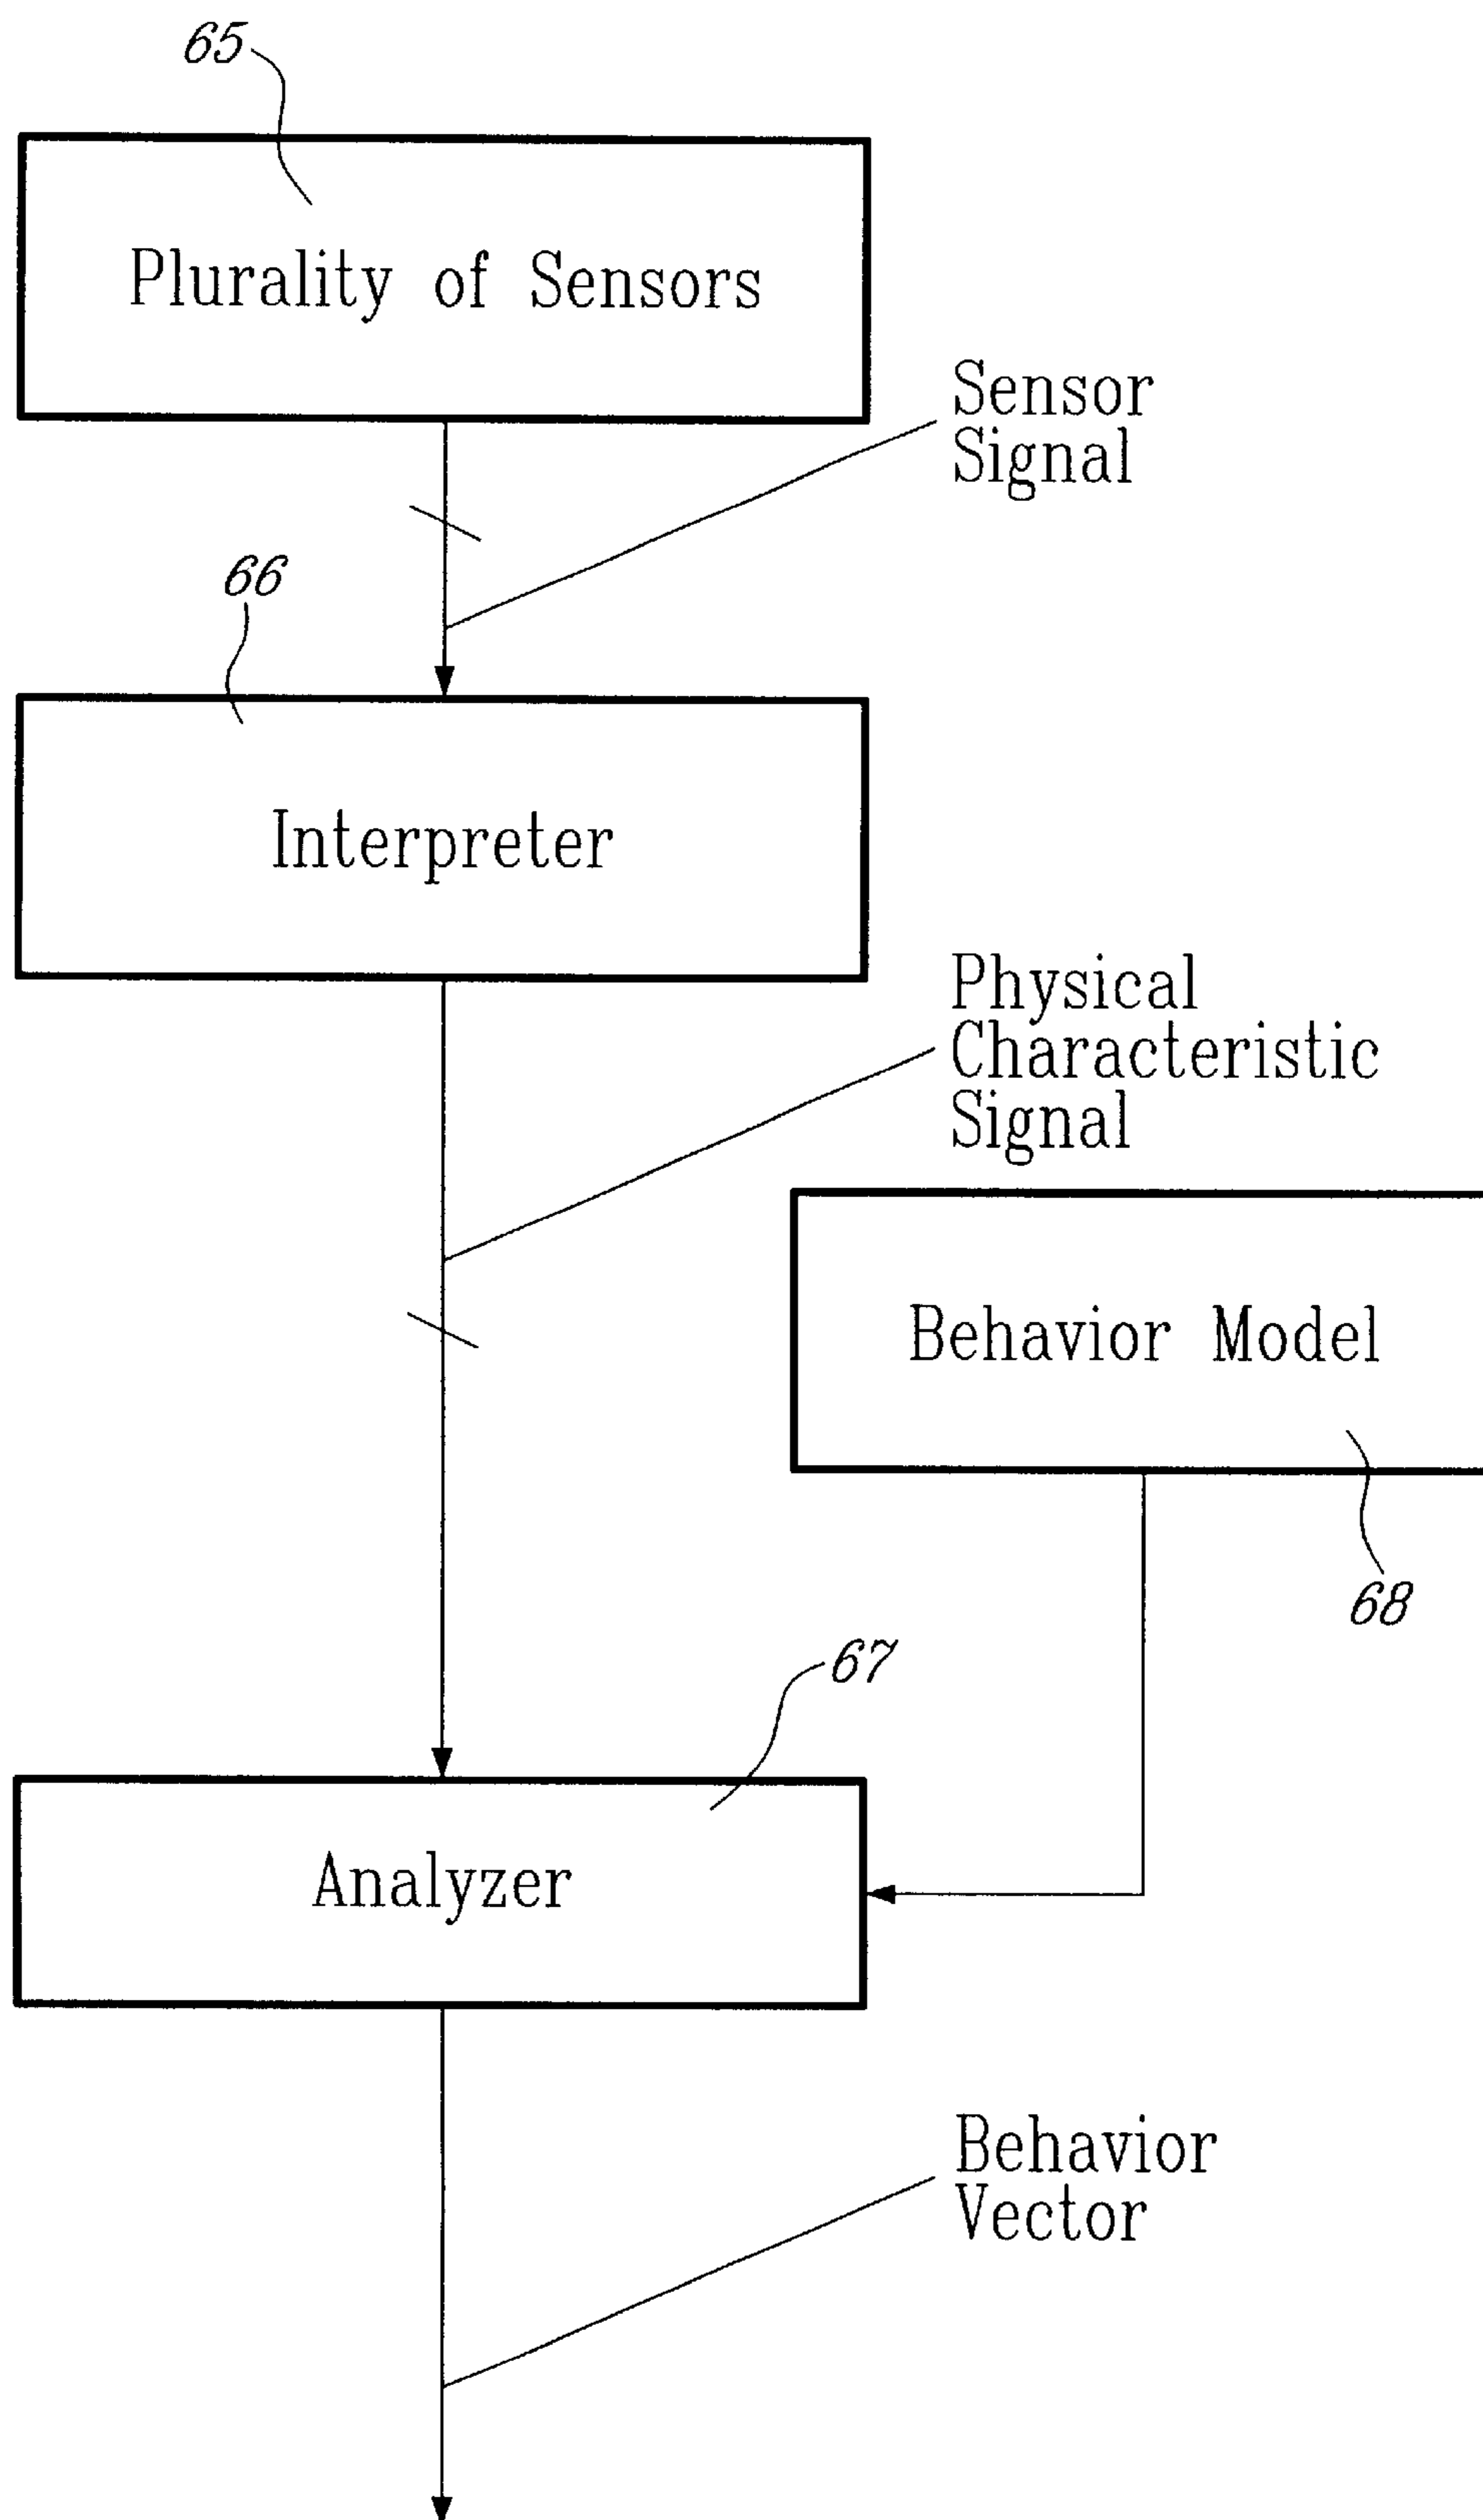 65
Plurality of Sensors
Sensor
Signal
66
Interpreter
Physical
Characteristic
Signal
Behavior Model
68
67
Analyzer
Behavior
Vector